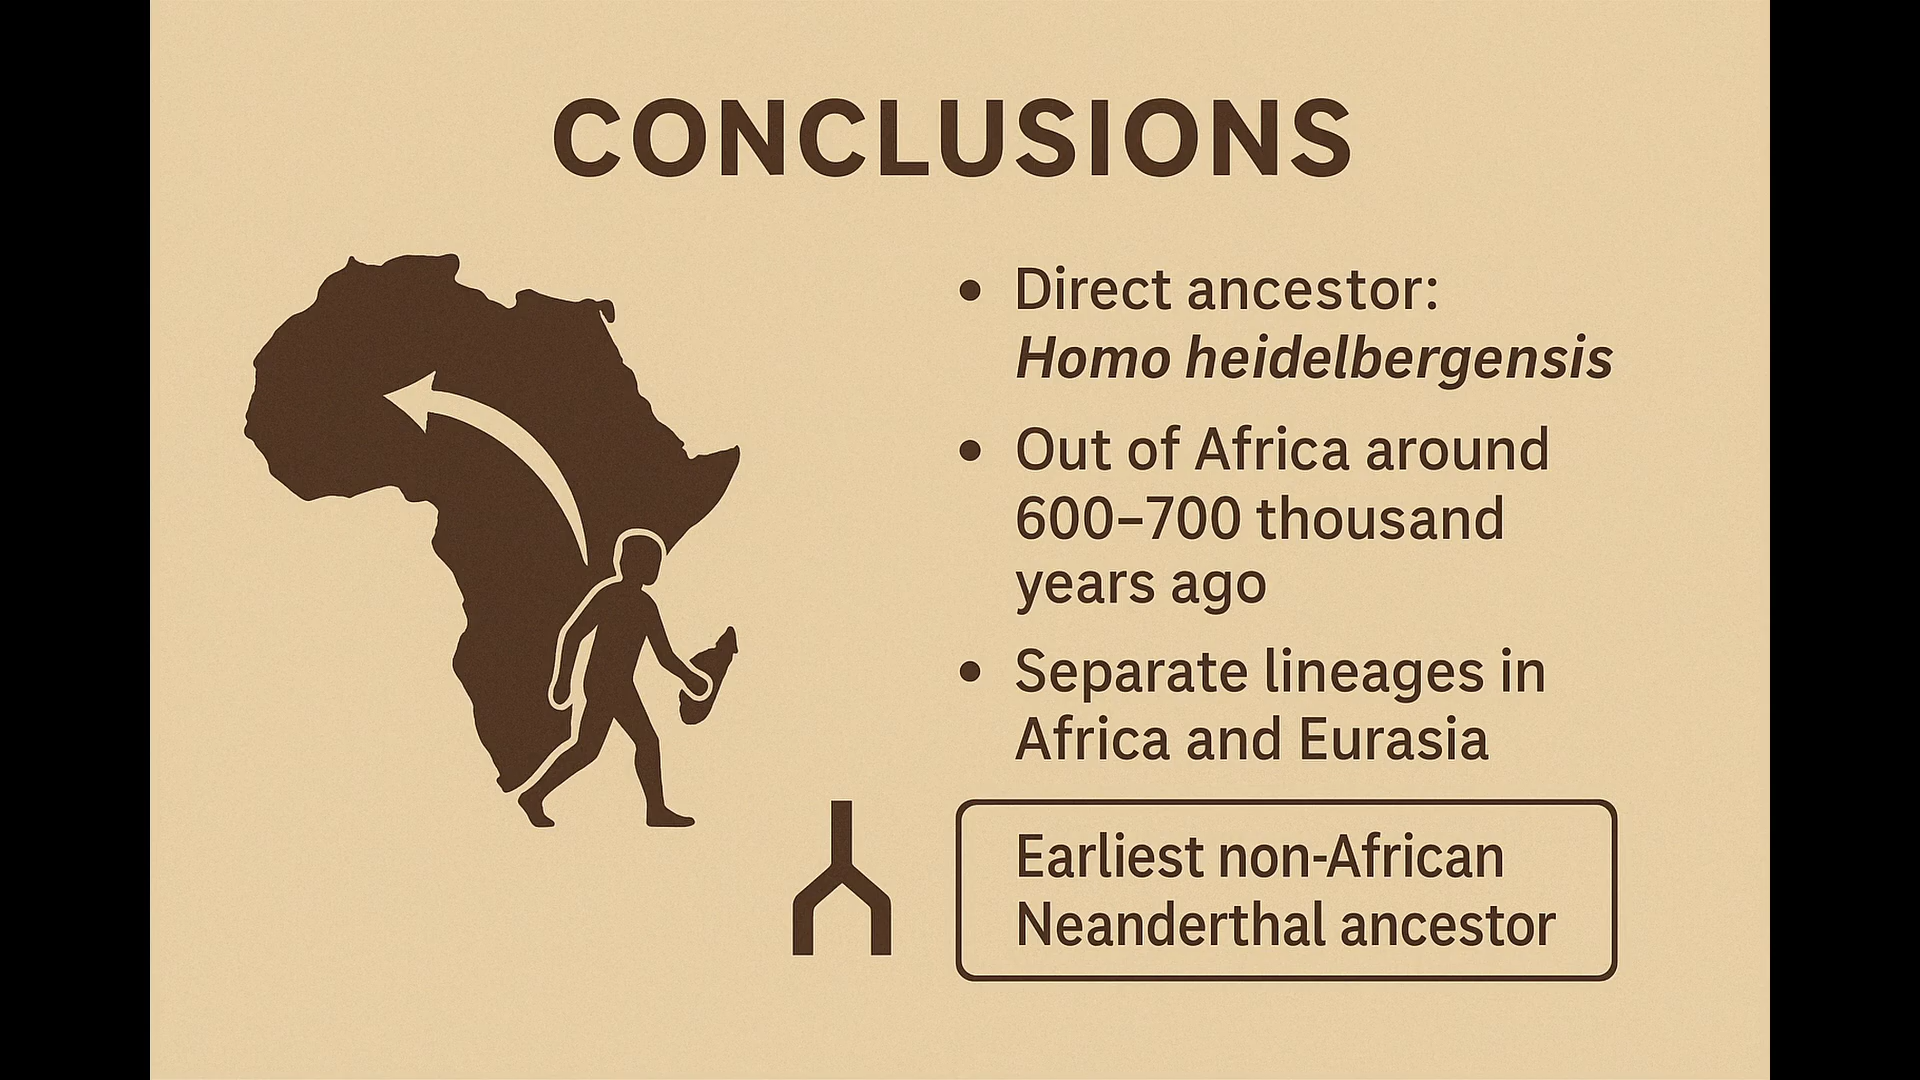 CONCLUSIONS
• Direct ancestor:
Homo heidelbergensis
• Out of Africa around
600–700 thousand
years ago
• Separate lineages in
Africa and Eurasia
Earliest non-African
Neanderthal ancestor